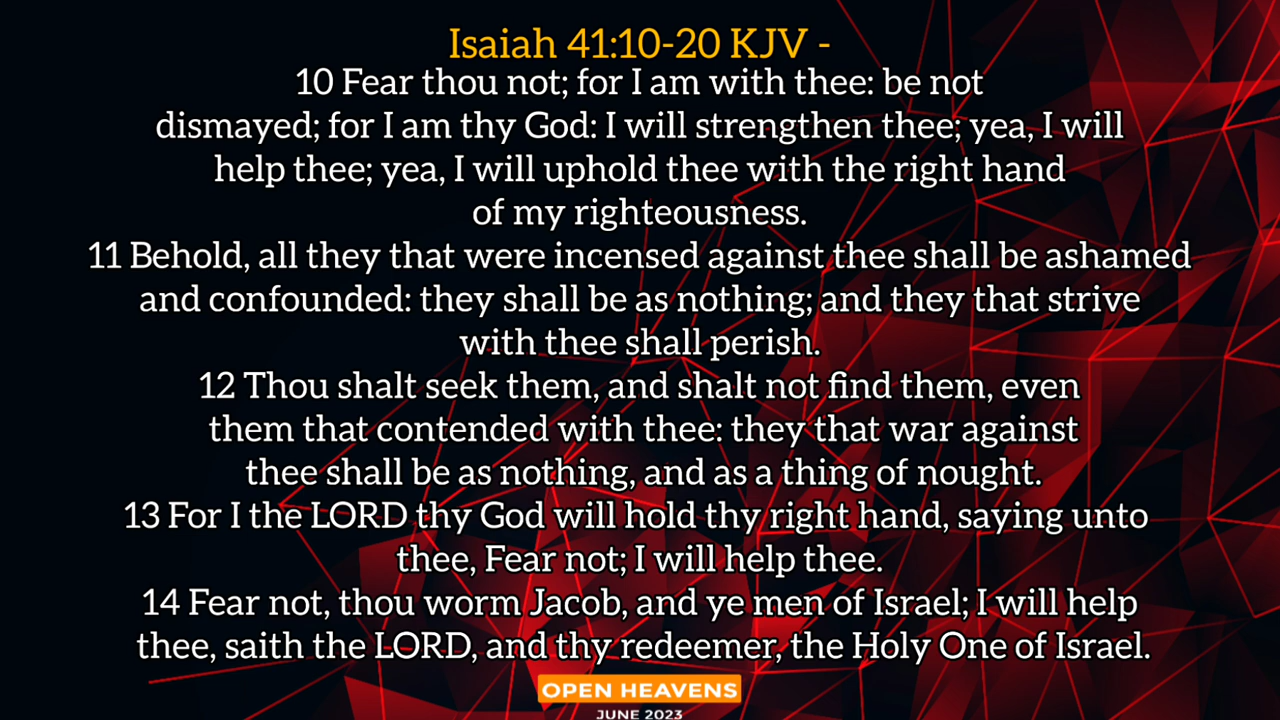 Isaiah 41:10-20 KJV -
10 Fear thou not; for I am with thee: be not
dismayed; for I am thy God: I will strengthen thee; yea, I will
help thee; yea, I will uphold thee with the right hand
of my righteousness.
11 Behold, all they that were incensed against thee shall be ashamed
and confounded: they shall be as nothing; and they that strive
with thee shall perish.
12 Thou shalt seek them, and shalt not find them, even
them that contended with thee: they that war against
thee shall be as nothing, and as a thing of nought.
13 For I the LORD thy God will hold thy right hand, saying unto
thee, Fear not; I will help thee.
14 Fear not, thou worm Jacob, and ye men of Israel; I will help
thee, saith the LORD, and thy redeemer, the Holy One of Israel.
OPEN HEAVENS
JUNE 2023